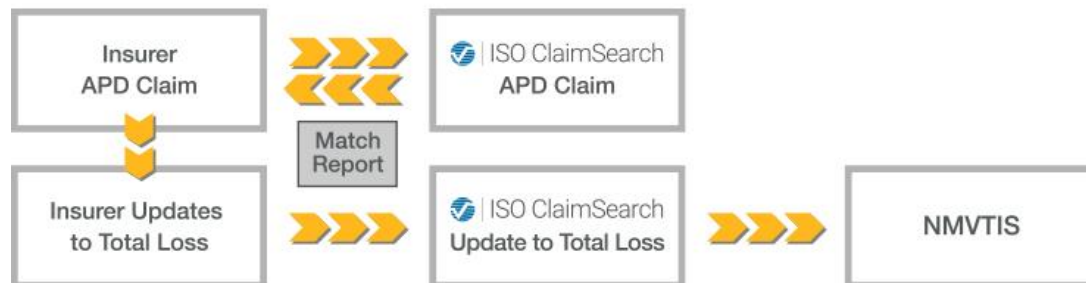 Insurer
APD Claim
ISO ClaimSearch
APD Claim
Match
Report
Insurer Updates
to Total Loss
ISO ClaimSearch
Update to Total Loss
NMVTIS